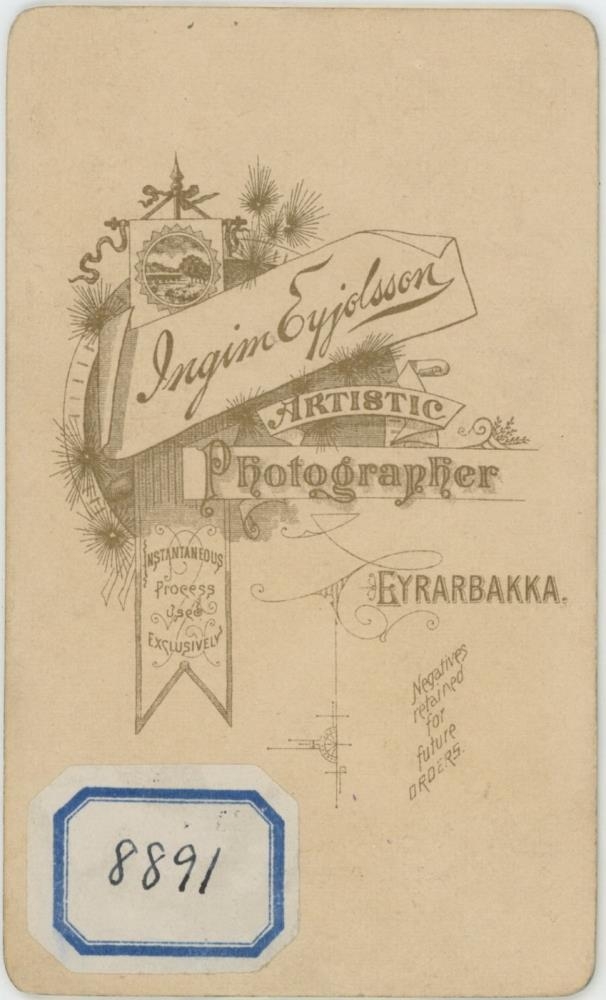 Ingim Eyjolsson
ARTISTIC
Photographer
EYRARBAKKA.
INSTANTANEOUS
Process
Used
EXCLUSIVELY
Negatives
retained
for
future
ORDERS.
8891